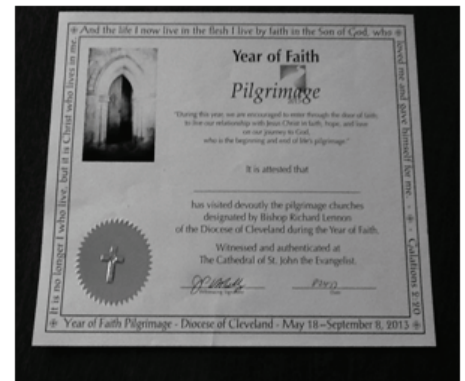 And the life I now live in the flesh I live by faith in the Son of God, who
loved me and gave himself for me
Galatians 2:20
It is no longer I who live, but it is Christ who lives in me.
Year of Faith
Pilgrimage
"During this year, we are encouraged to enter through the door of faith,
to live our relationship with Jesus Christ in faith, hope, and love
on our journey to God,
who is the beginning and end of life's pilgrimage."
It is attested that
has visited devoutly the pilgrimage churches
designated by Bishop Richard Lennon
of the Diocese of Cleveland during the Year of Faith.
Witnessed and authenticated at
The Cathedral of St. John the Evangelist.
Date
Year of Faith Pilgrimage - Diocese of Cleveland - May 18-September 8, 2013